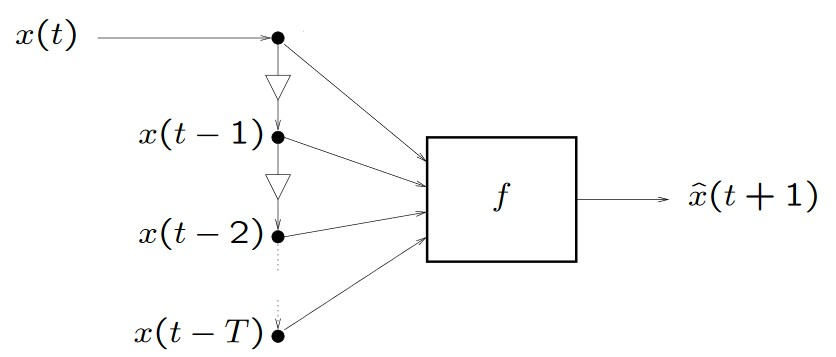 x(t)
x(t − 1)
f
x̂(t + 1)
x(t − 2)
x(t − T)